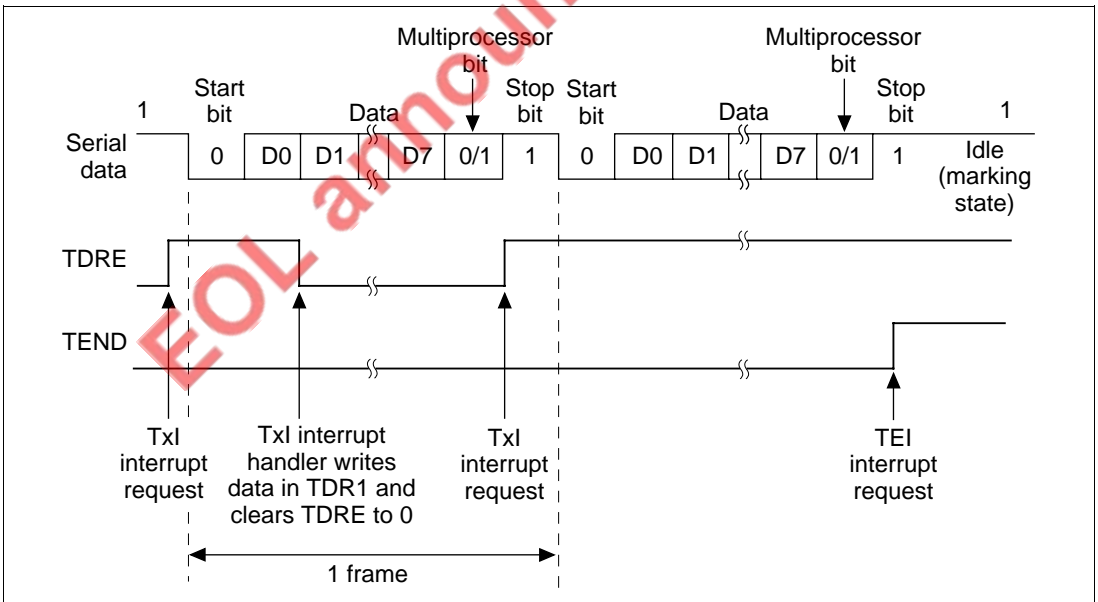 EOL announ
Multiprocessor
bit
Multiprocessor
bit
Start
bit
Data
Stop
bit
Start
bit
Data
Stop
bit
1
1
Serial
data
0 D0 D1 D7 0/1 1 0 D0 D1 D7 0/1 1
Idle
(marking
state)
TDRE
TEND
TxI
interrupt
request
TxI interrupt
handler writes
data in TDR1 and
clears TDRE to 0
TxI
interrupt
request
TEI
interrupt
request
1 frame